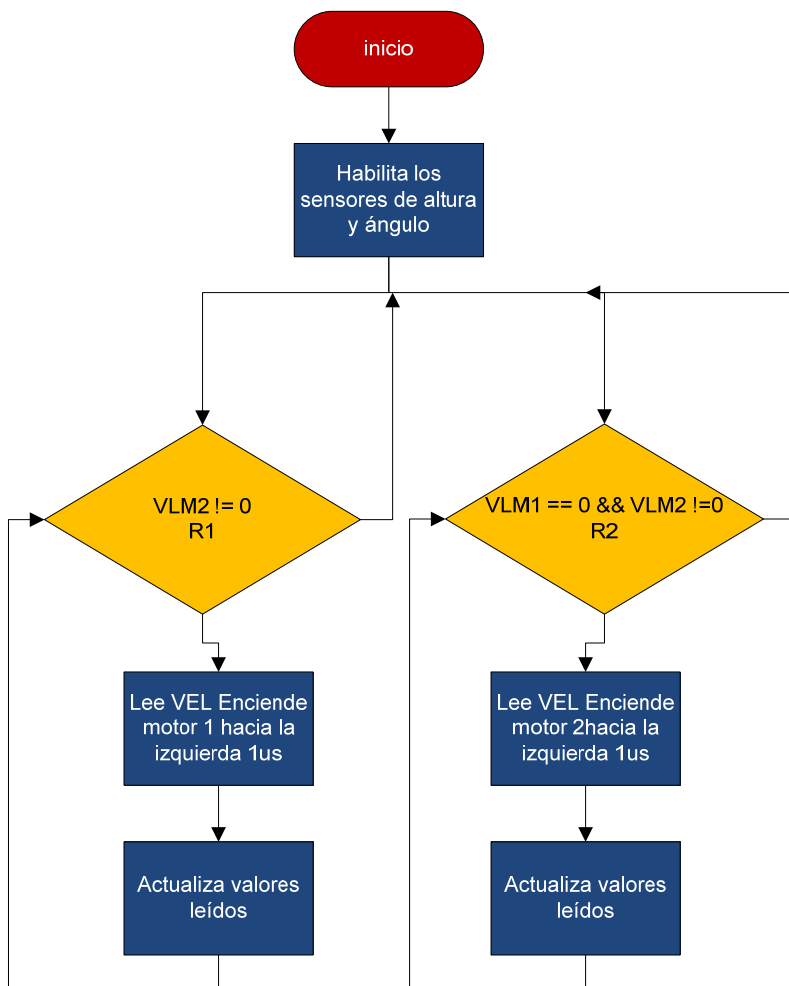 inicio
Habilita los
sensores de altura
y ángulo
VLM2 != 0
R1
VLM1 == 0 && VLM2 !=0
R2
Lee VEL Enciende
motor 1 hacia la
izquierda 1us
Lee VEL Enciende
motor 2hacia la
izquierda 1us
Actualiza valores
leídos
Actualiza valores
leídos